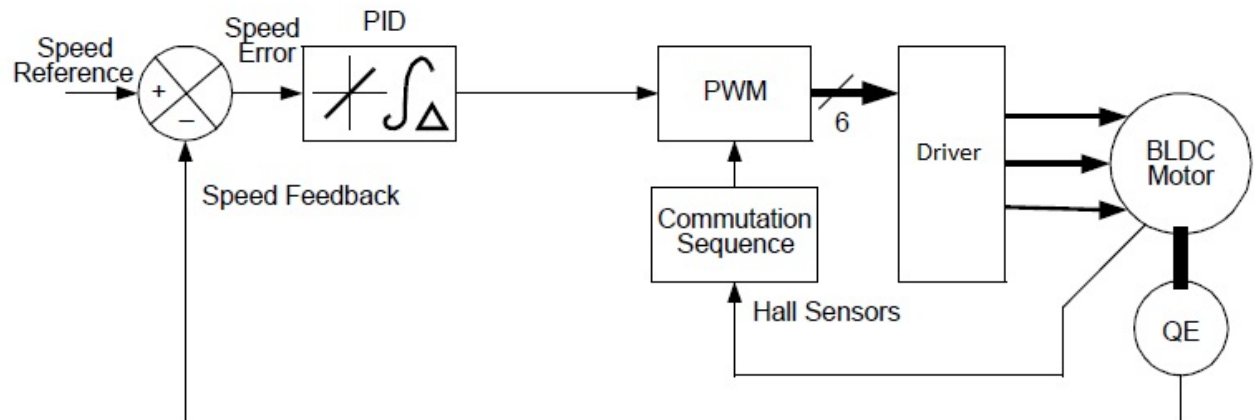 PID
Speed
Reference
Speed
Error
+
−
PWM
6
Driver
BLDC
Motor
Speed Feedback
Commutation
Sequence
Hall Sensors
QE